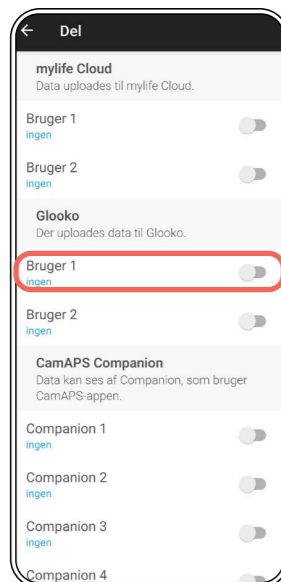 Del
mylife Cloud
Data uploades til mylife Cloud.
Bruger 1
ingen
Bruger 2
ingen
Glooko
Der uploades data til Glooko.
Bruger 1
ingen
Bruger 2
ingen
CamAPS Companion
Data kan ses af Companion, som bruger
CamAPS-appen.
Companion 1
ingen
Companion 2
ingen
Companion 3
ingen
Companion 4